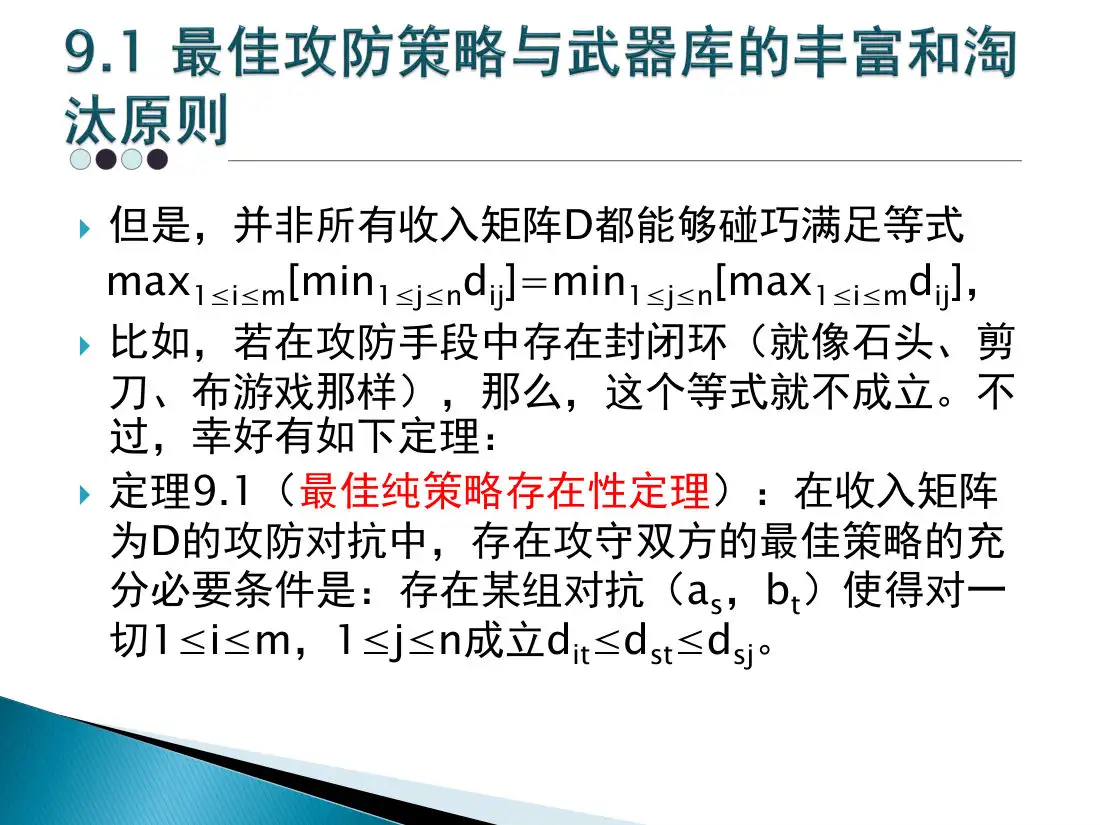 9.1 最佳攻防策略与武器库的丰富和淘
汰原则
但是，并非所有收入矩阵D都能够碰巧满足等式
max₁≤i≤m[min₁≤j≤ndij]=min₁≤j≤n[max₁≤i≤mdij]，
比如，若在攻防手段中存在封闭环（就像石头、剪
刀、布游戏那样），那么，这个等式就不成立。不
过，幸好有如下定理：
定理9.1（最佳纯策略存在性定理）：在收入矩阵
为D的攻防对抗中，存在攻守双方的最佳策略的充
分必要条件是：存在某组对抗（as，bt）使得对一
切1≤i≤m，1≤j≤n成立dit≤dst≤dsj。